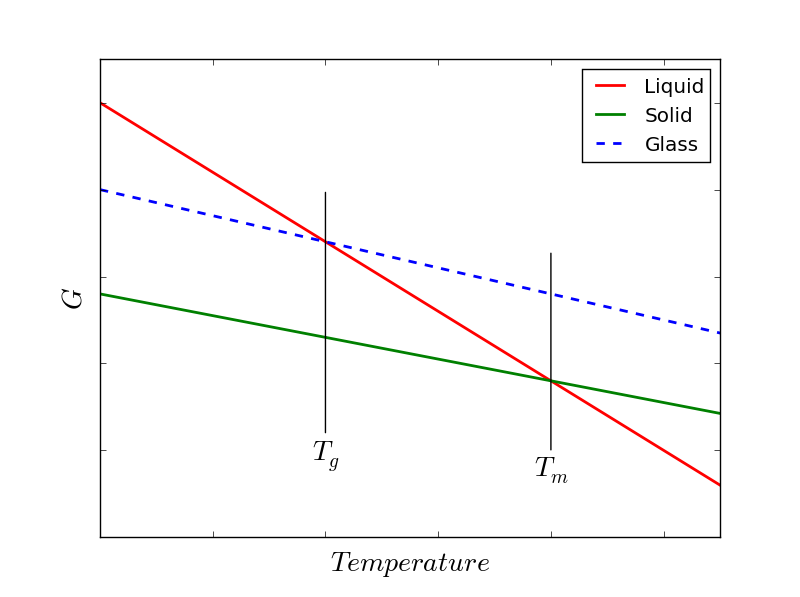 Liquid
Solid
Glass
G
T_g
T_m
Temperature